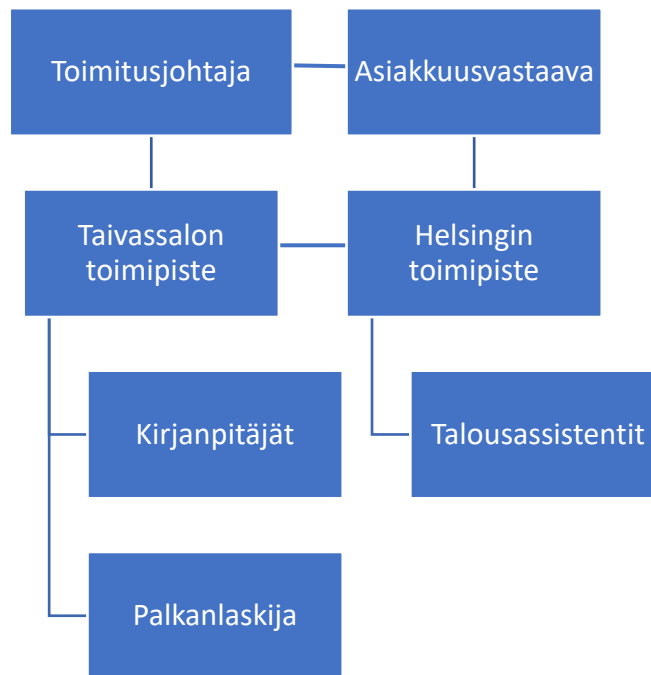 Toimitusjohtaja
Asiakkuusvastaava
Taivassalon
toimipiste
Helsingin
toimipiste
Kirjanpitäjät
Talousassistentit
Palkanlaskija